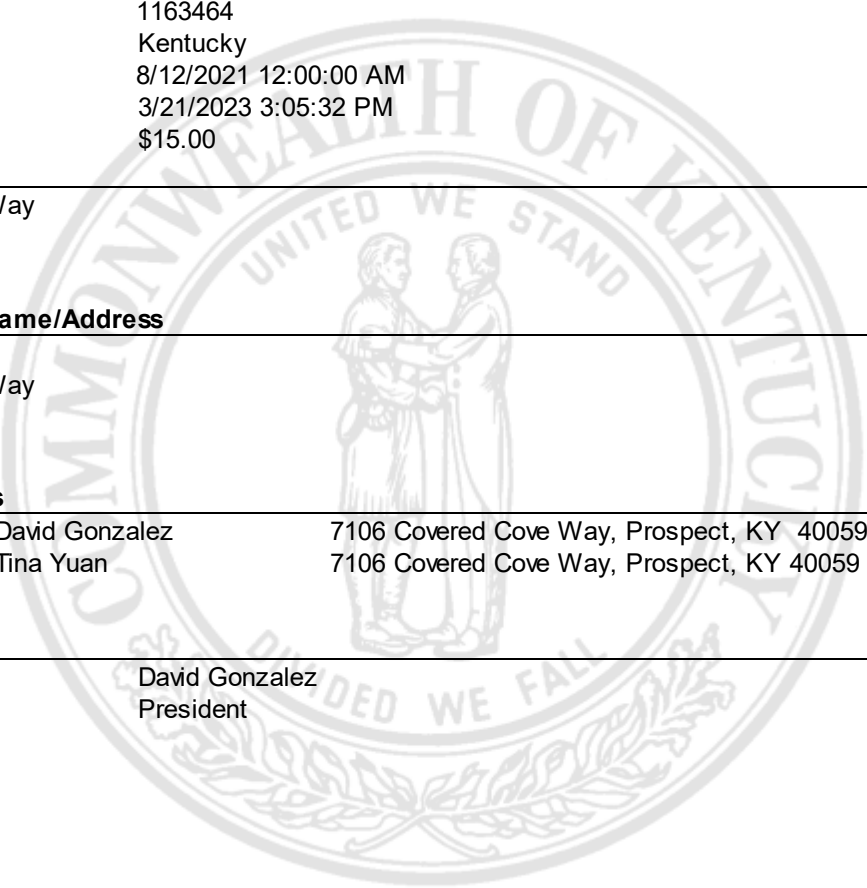 1163464
Kentucky
8/12/2021 12:00:00 AM
3/21/2023 3:05:32 PM
$15.00
ay
ame/Address
ay
s
David Gonzalez 7106 Covered Cove Way, Prospect, KY  40059
Tina Yuan 7106 Covered Cove Way, Prospect, KY 40059
David Gonzalez
President
COMMONWEALTH OF KENTUCKY
UNITED WE STAND
DIVIDED WE FALL